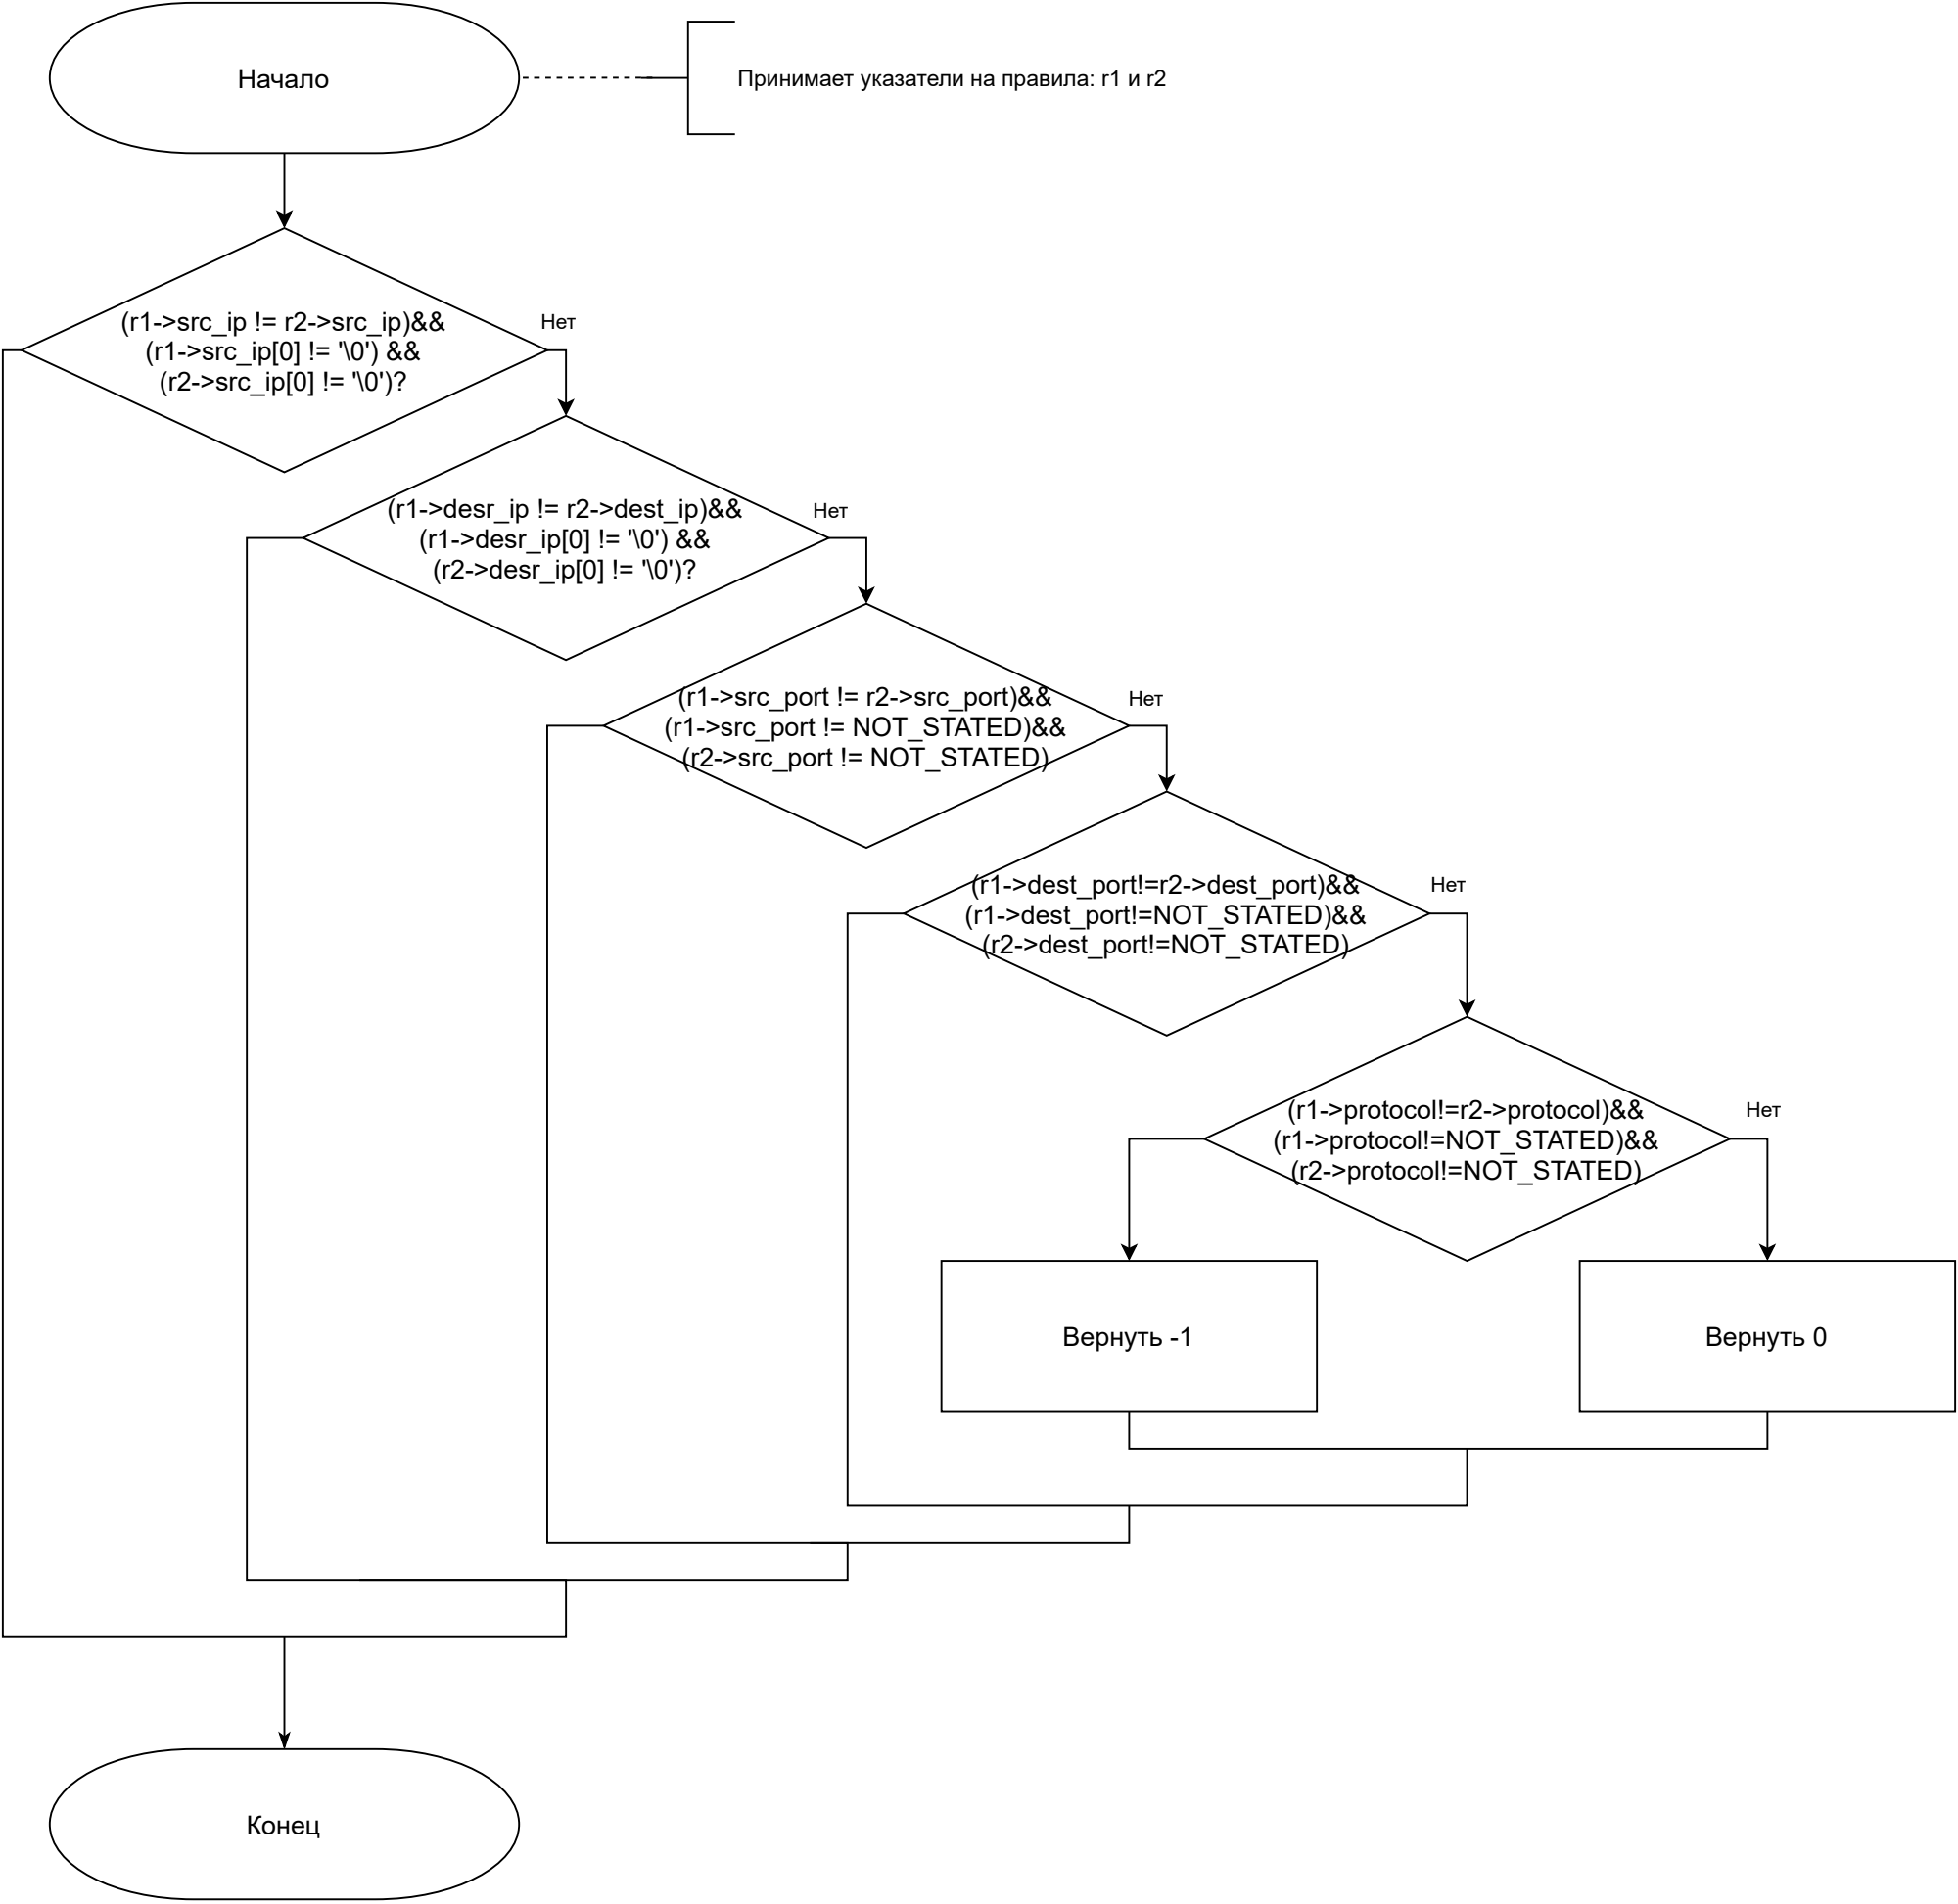 Начало
Принимает указатели на правила: r1 и r2
(r1->src_ip != r2->src_ip)&&
(r1->src_ip[0] != '\0') &&
(r2->src_ip[0] != '\0')?
Нет
(r1->desr_ip != r2->dest_ip)&&
(r1->desr_ip[0] != '\0') &&
(r2->desr_ip[0] != '\0')?
Нет
(r1->src_port != r2->src_port)&&
(r1->src_port != NOT_STATED)&&
(r2->src_port != NOT_STATED)
Нет
(r1->dest_port!=r2->dest_port)&&
(r1->dest_port!=NOT_STATED)&&
(r2->dest_port!=NOT_STATED)
Нет
(r1->protocol!=r2->protocol)&&
(r1->protocol!=NOT_STATED)&&
(r2->protocol!=NOT_STATED)
Нет
Вернуть -1
Вернуть 0
Конец